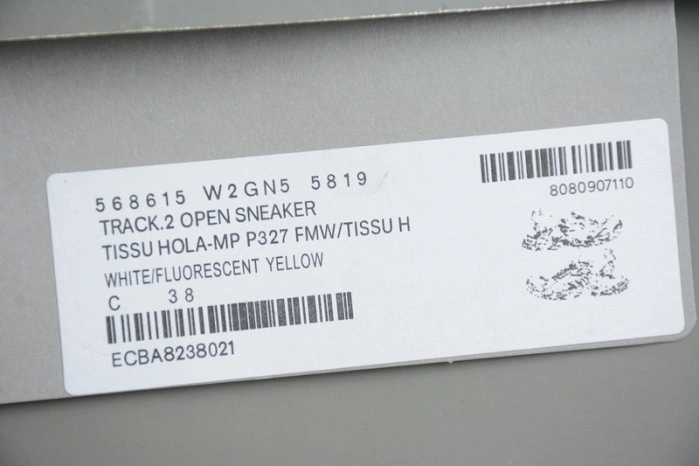 568615 W2GN5 5819
TRACK.2 OPEN SNEAKER
TISSU HOLA-MP P327 FMW/TISSU H
WHITE/FLUORESCENT YELLOW
C 38
ECBA8238021
8080907110